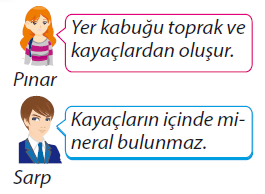 Yer kabuğu toprak ve
kayaçlardan oluşur.
Pınar
Kayaçların içinde mi-
neral bulunmaz.
Sarp